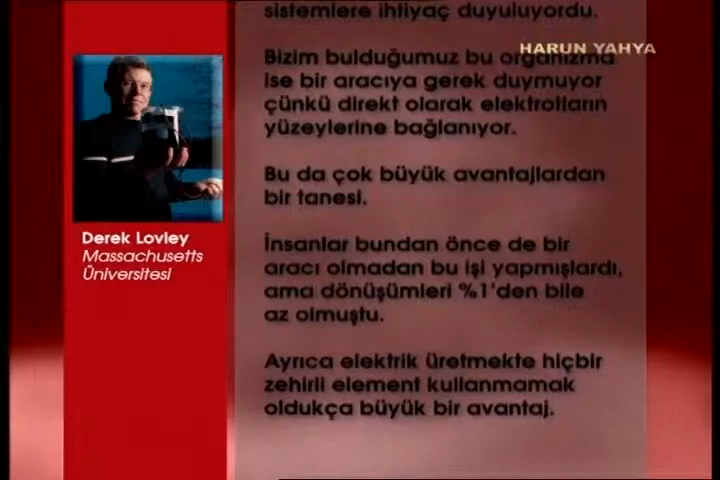 sistemlere ihtiyaç duyuluyordu.
HARUN YAHYA
Bizim bulduğumuz bu organizma
ise bir aracıya gerek duymuyor
çünkü direkt olarak elektrotların
yüzeylerine bağlanıyor.
Bu da çok büyük avantajlardan
bir tanesi.
İnsanlar bundan önce de bir
aracı olmadan bu işi yapmışlardı,
ama dönüşümleri %1'den bile
az olmuştu.
Ayrıca elektrik üretmekte hiçbir
zehirli element kullanmamak
oldukça büyük bir avantaj.
Derek Lovley
Massachusetts
Üniversitesi